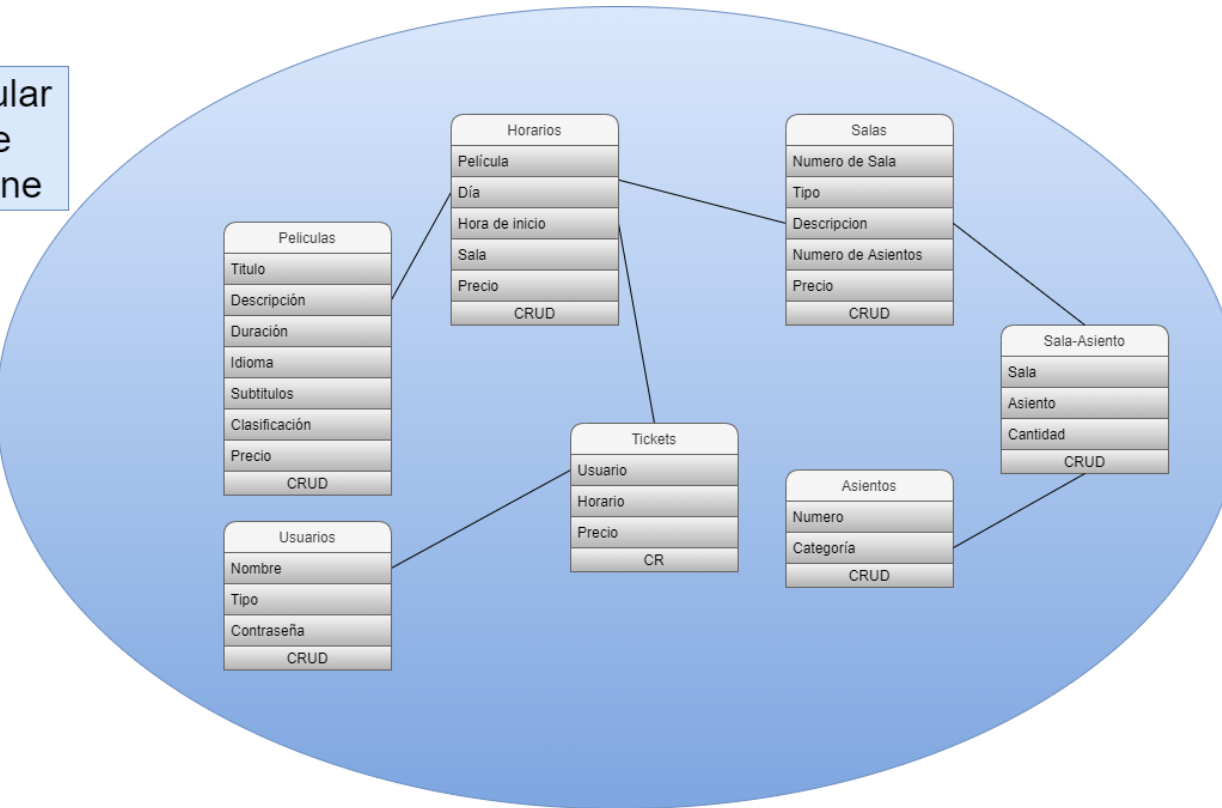 ular
e
ne
Horarios
Película
Día
Hora de inicio
Sala
Precio
CRUD
Salas
Numero de Sala
Tipo
Descripcion
Numero de Asientos
Precio
CRUD
Peliculas
Titulo
Descripción
Duración
Idioma
Subtitulos
Clasificación
Precio
CRUD
Sala-Asiento
Sala
Asiento
Cantidad
CRUD
Tickets
Usuario
Horario
Precio
CR
Asientos
Numero
Categoría
CRUD
Usuarios
Nombre
Tipo
Contraseña
CRUD